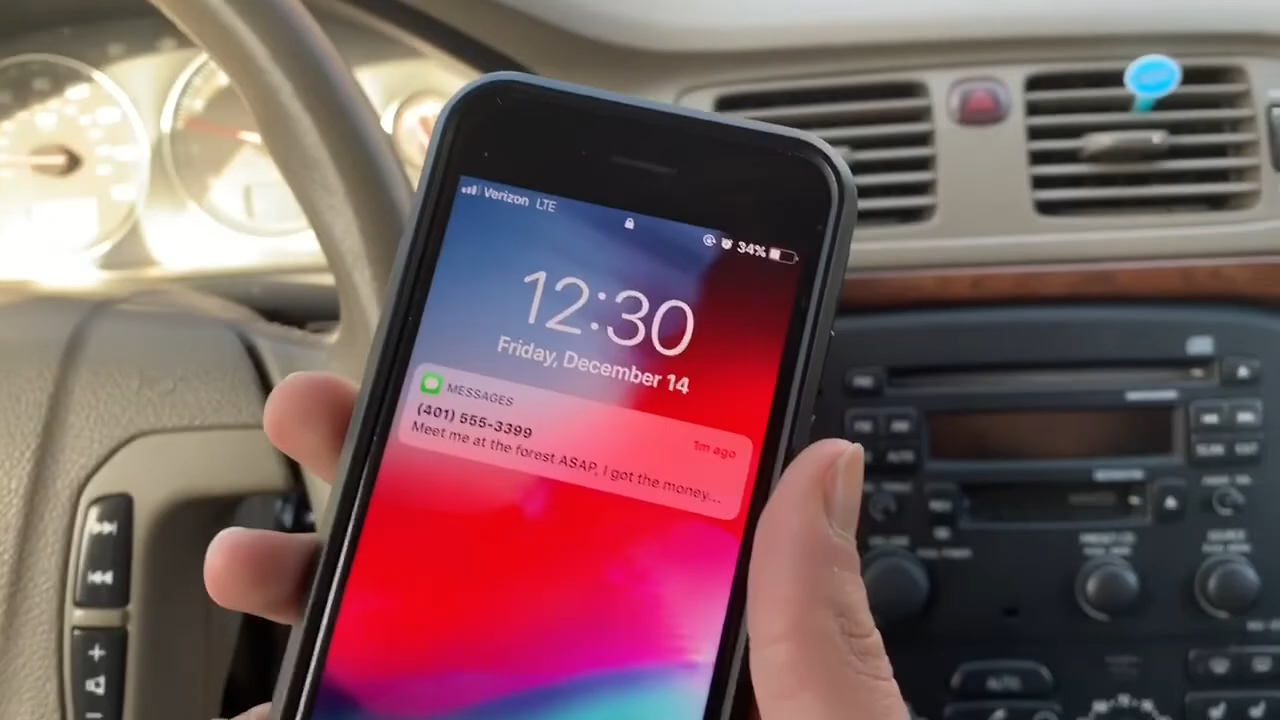 Verizon LTE
34%
12:30
Friday, December 14
MESSAGES
(401) 555-3399
1m ago
Meet me at the forest ASAP, I got the money...
AUTO